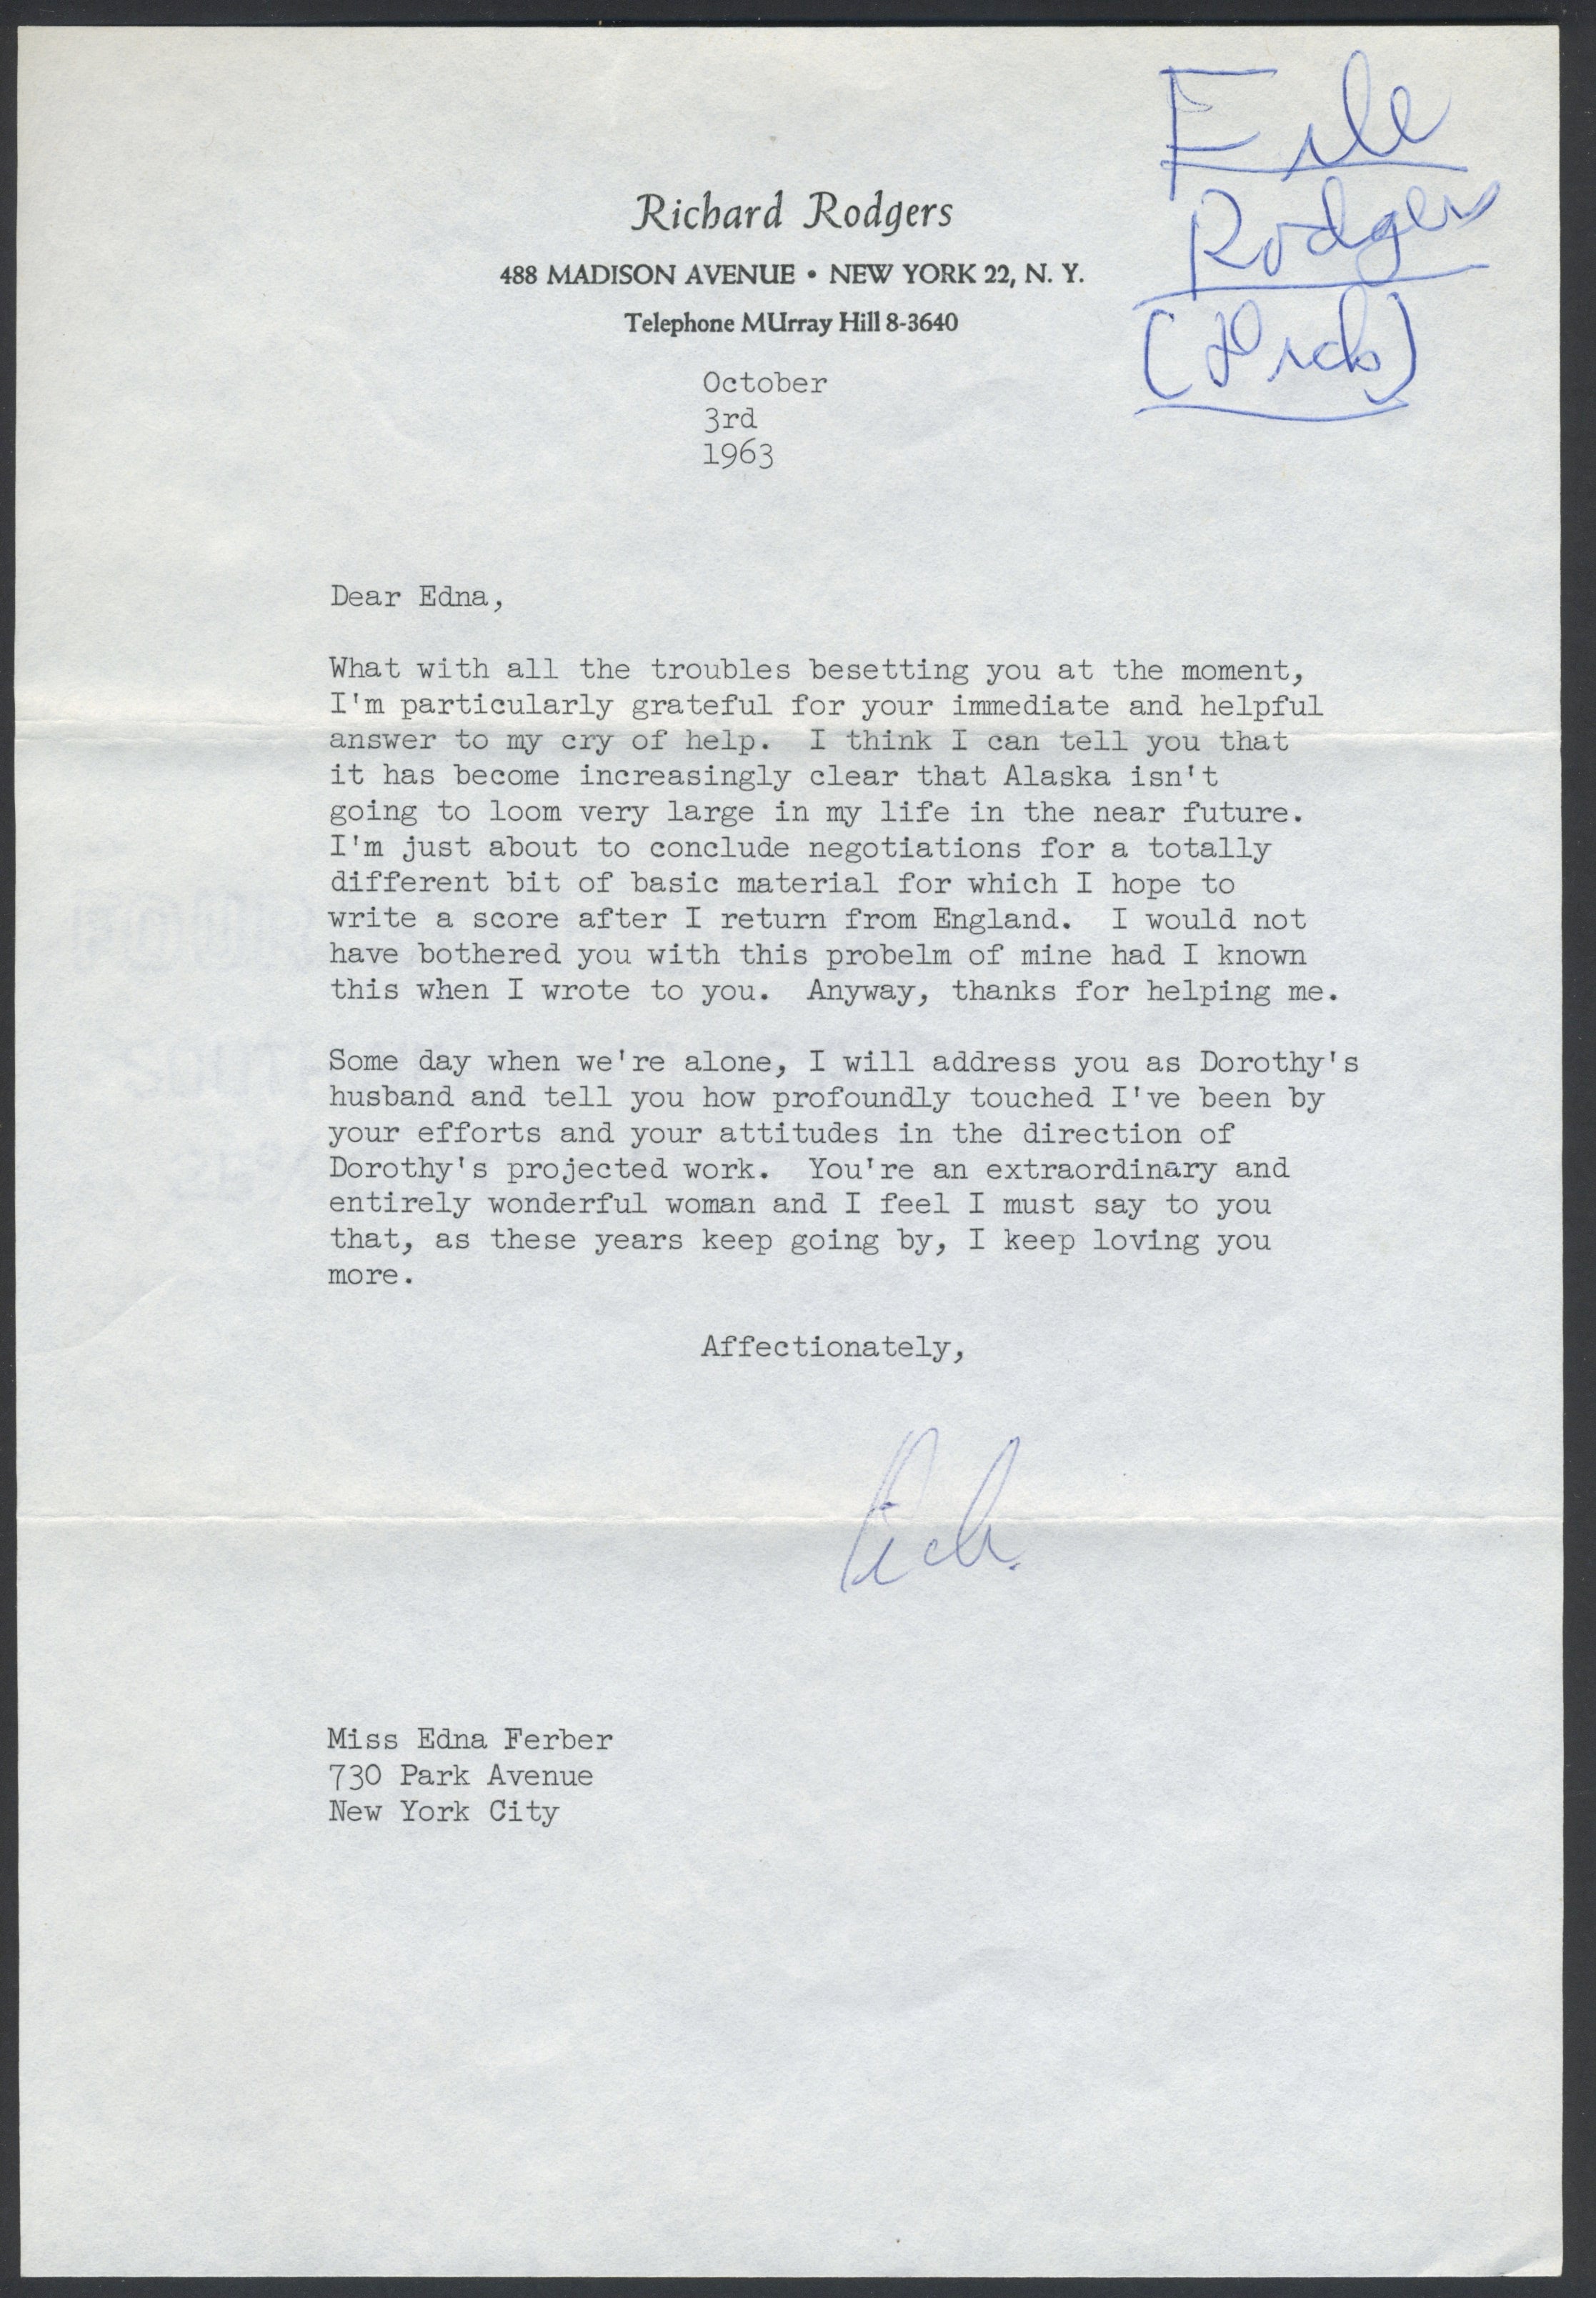 File
Rodgers
(Dick)
Richard Rodgers
488 MADISON AVENUE • NEW YORK 22, N. Y.
Telephone MUrray Hill 8-3640
October
3rd
1963
Dear Edna,
What with all the troubles besetting you at the moment,
I'm particularly grateful for your immediate and helpful
answer to my cry of help. I think I can tell you that
it has become increasingly clear that Alaska isn't
going to loom very large in my life in the near future.
I'm just about to conclude negotiations for a totally
different bit of basic material for which I hope to
write a score after I return from England. I would not
have bothered you with this probelm of mine had I known
this when I wrote to you. Anyway, thanks for helping me.
Some day when we're alone, I will address you as Dorothy's
husband and tell you how profoundly touched I've been by
your efforts and your attitudes in the direction of
Dorothy's projected work. You're an extraordinary and
entirely wonderful woman and I feel I must say to you
that, as these years keep going by, I keep loving you
more.
Affectionately,
Dick.
Miss Edna Ferber
730 Park Avenue
New York City